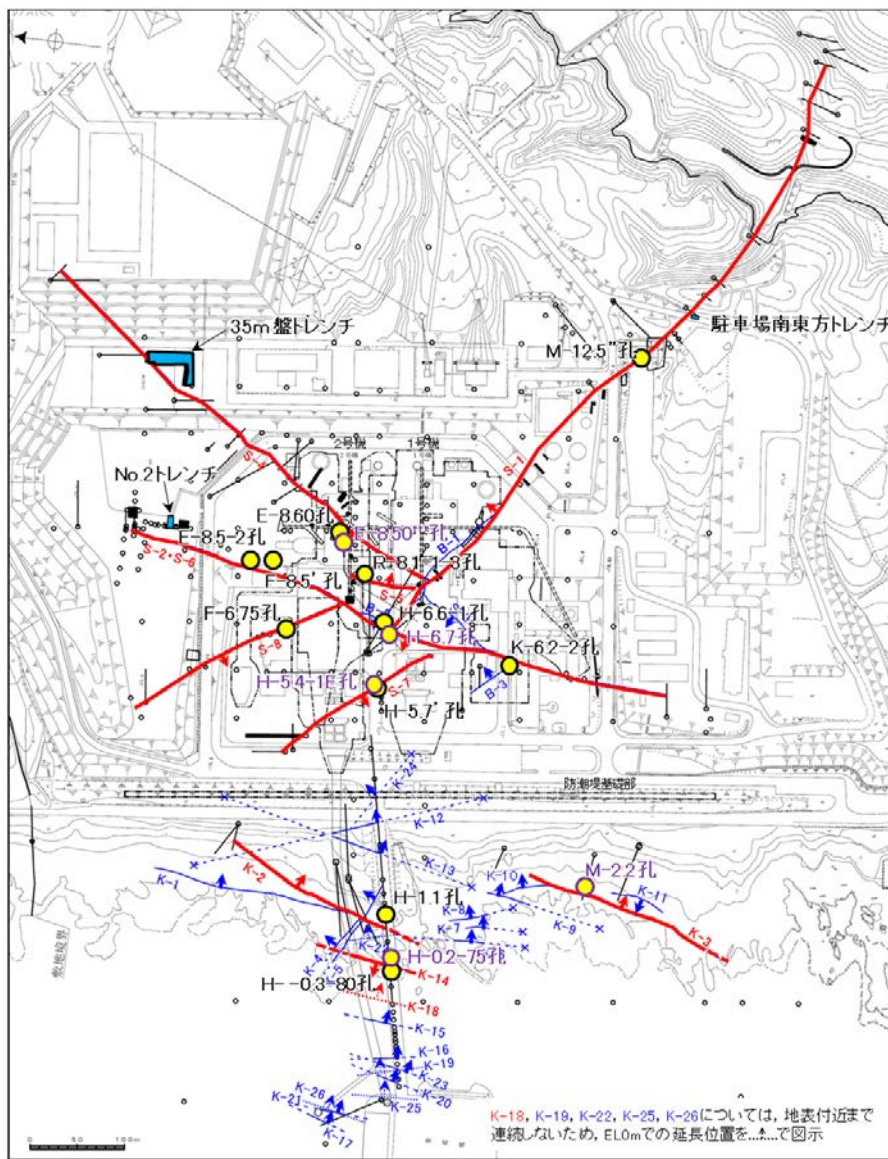 35m盤トレンチ
駐車場南東方トレンチ
M-12.5"孔
S-1
S-4
2号機
1号機
No.2トレンチ
E-8.60孔
E-8.50"孔
F-8.5-2孔
S-2・S-6
B-1
R-8.1-1-3孔
F-8.5'孔
S-5
F-6.75孔
H-6.6-1孔
H-6.7孔
K-6.2-2孔
S-8
B-3
H-5.4-1E孔
S-7
H-5.7'孔
K-24
防潮堤基礎部
K-12
K-13
K-10
M-2.2孔
K-2
K-1
K-11
H-1.1孔
K-8
K-7
K-9
K-3
K-4
K-5
H-0.2-75孔
敷地境界
K-14
H--0.3-80孔
K-18
K-15
K-16
K-19
K-23
K-20
K-26
K-21
K-25
K-17
K-18, K-19, K-22, K-25, K-26については, 地表付近まで
連続しないため, EL0mでの延長位置を.......で図示
0 50 100m